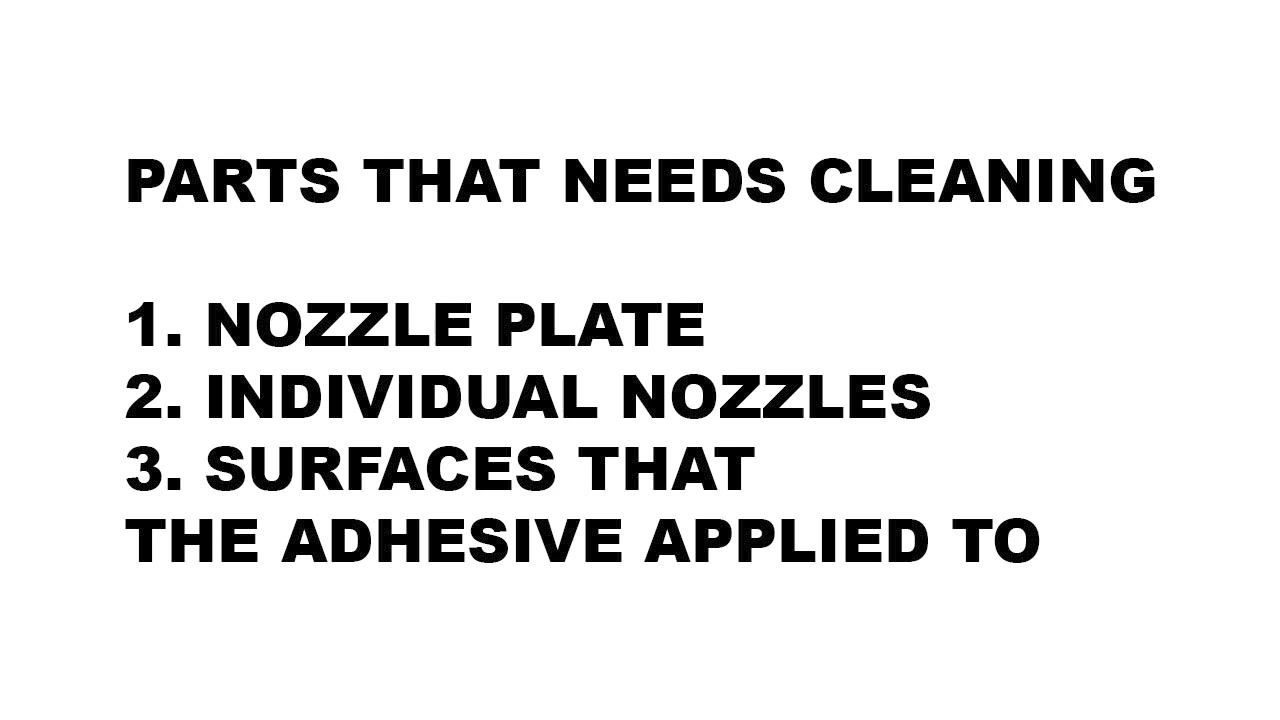 PARTS THAT NEEDS CLEANING
1. NOZZLE PLATE
2. INDIVIDUAL NOZZLES
3. SURFACES THAT
THE ADHESIVE APPLIED TO